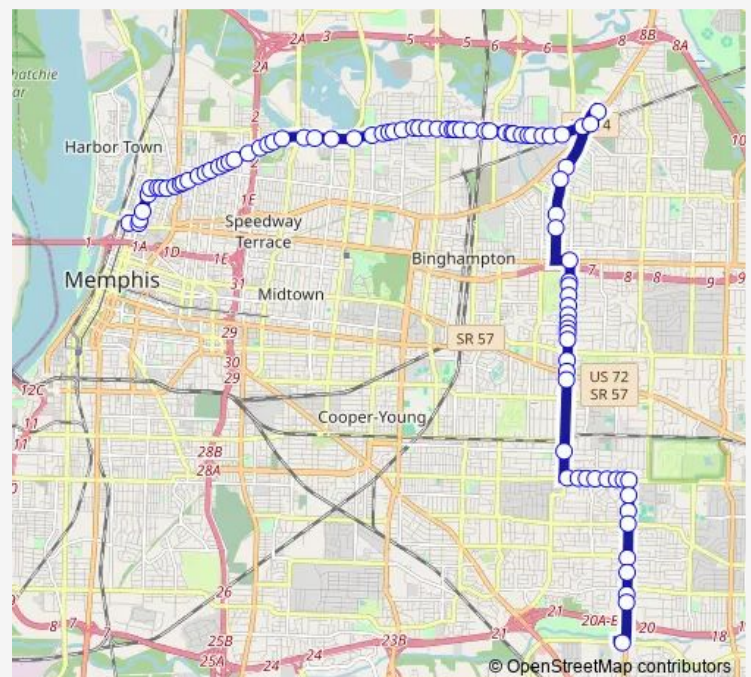 3
2A
5
6
6
8
8B
8A
2A
hatchie
ar
2
4
Harbor Town
10
2
1E
Speedway
Terrace
1
1A
1D
1E
Binghampton
7
8
8
9
9
Memphis
31
Midtown
29
SR 57
30
29
US 72
SR 57
12C
11
Cooper-Young
11
28B
28A
0
26
21
20A-E
20
8
7
21
18
25B
23B
25A
24
24
© OpenStreetMap contributors